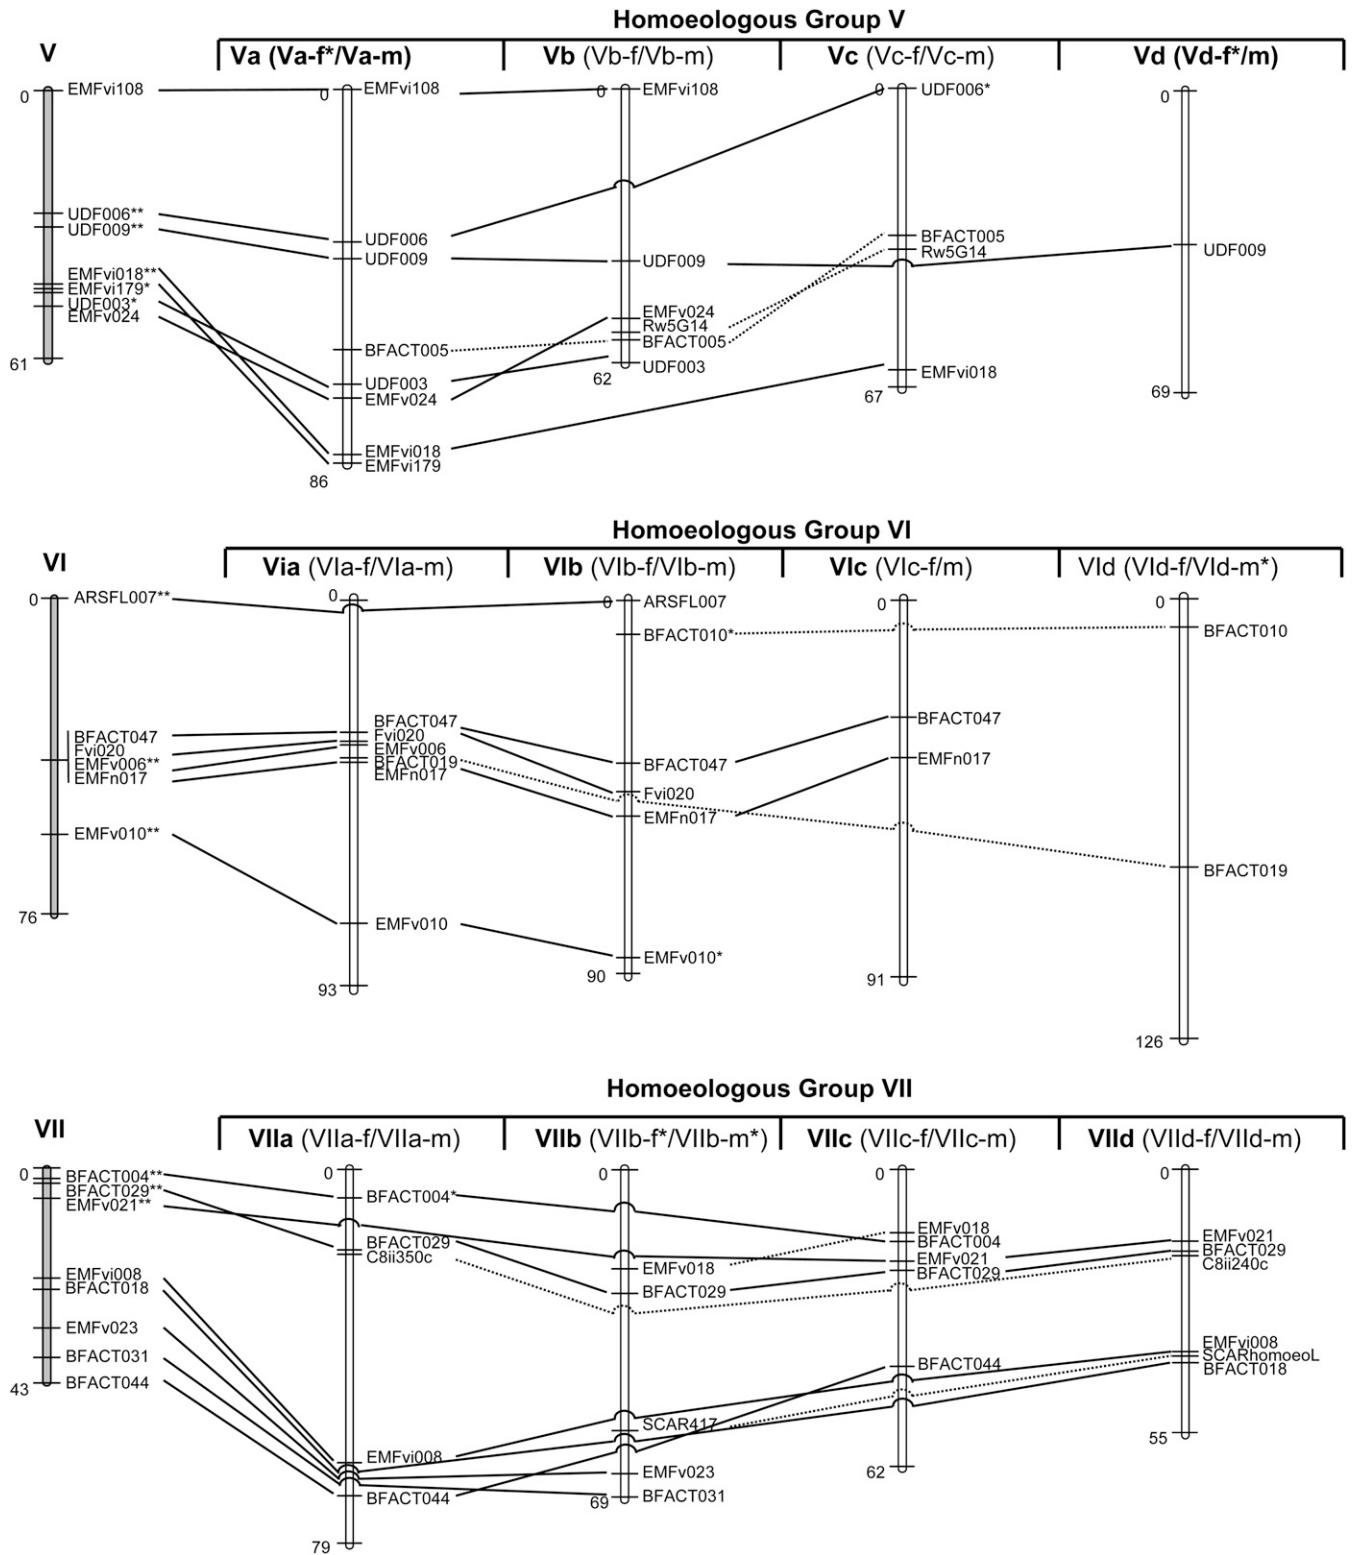 Homoeologous Group V
V
Va (Va-f*/Va-m)
Vb (Vb-f/Vb-m)
Vc (Vc-f/Vc-m)
Vd (Vd-f*/m)
0
EMFvi108
UDF006**
UDF009**
EMFvi018**
EMFvi179*
UDF003*
EMFv024
61
0
EMFvi108
UDF006
UDF009
BFACT005
UDF003
EMFv024
EMFvi018
EMFvi179
86
0
EMFvi108
UDF009
EMFv024
Rw5G14
BFACT005
UDF003
62
0
UDF006*
BFACT005
Rw5G14
EMFvi018
67
0
UDF009
69
Homoeologous Group VI
VI
Via (VIa-f/VIa-m)
VIb (VIb-f/VIb-m)
VIc (VIc-f/m)
VId (VId-f/VId-m*)
0
ARSFL007**
BFACT047
Fvi020
EMFv006**
EMFn017
EMFv010**
76
0
BFACT047
Fvi020
EMFv006
BFACT019
EMFn017
EMFv010
93
0
ARSFL007
BFACT010*
BFACT047
Fvi020
EMFn017
EMFv010*
90
0
BFACT047
EMFn017
91
0
BFACT010
BFACT019
126
Homoeologous Group VII
VII
VIIa (VIIa-f/VIIa-m)
VIIb (VIIb-f*/VIIb-m*)
VIIc (VIIc-f/VIIc-m)
VIId (VIId-f/VIId-m)
0
BFACT004**
BFACT029**
EMFv021**
EMFvi008
BFACT018
EMFv023
BFACT031
BFACT044
43
0
BFACT004*
BFACT029
C8ii350c
EMFvi008
BFACT044
79
0
EMFv018
BFACT029
SCAR417
EMFv023
BFACT031
69
0
EMFv018
BFACT004
EMFv021
BFACT029
BFACT044
62
0
EMFv021
BFACT029
C8ii240c
EMFvi008
SCARhomoeoL
BFACT018
55